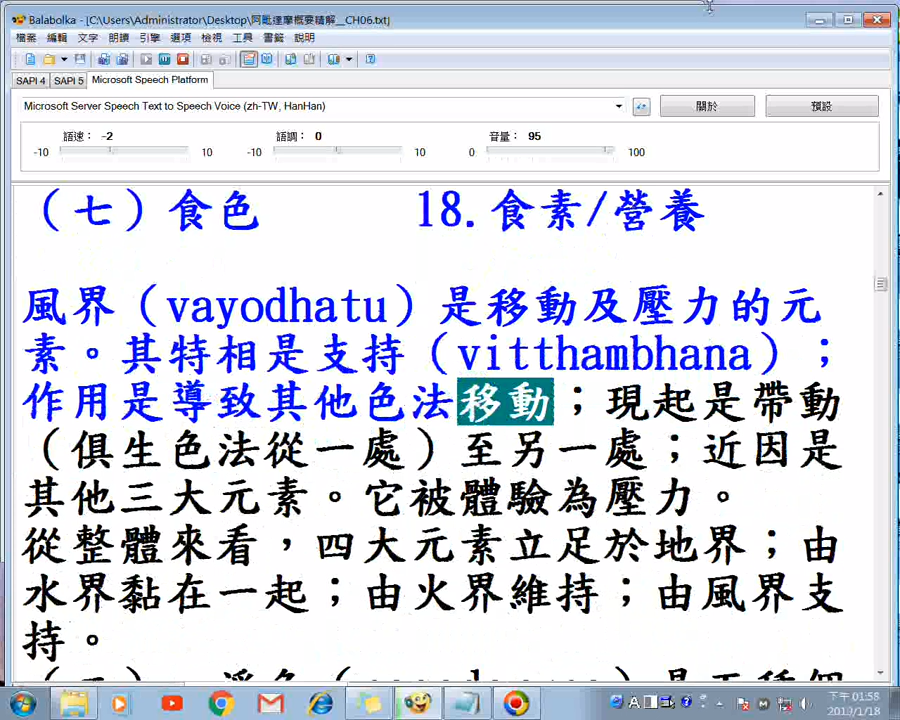 Balabolka - [C:\Users\Administrator\Desktop\阿毗達摩概要精解__CH06.txt]
檔案 編輯 文字 朗讀 引擎 選項 檢視 工具 書籤 說明
SAPI 4 SAPI 5 Microsoft Speech Platform
Microsoft Server Speech Text to Speech Voice (zh-TW, HanHan) 關於 預設
語速： -2 語調： 0 音量： 95
-10 10 -10 10 0 100
（七）食色 18.食素/營養
風界（vayodhatu）是移動及壓力的元
素。其特相是支持（vitthambhana）；
作用是導致其他色法移動；現起是帶動
（俱生色法從一處）至另一處；近因是
其他三大元素。它被體驗為壓力。
從整體來看，四大元素立足於地界；由
水界黏在一起；由火界維持；由風界支
持。
下午 01:58
2019/1/18